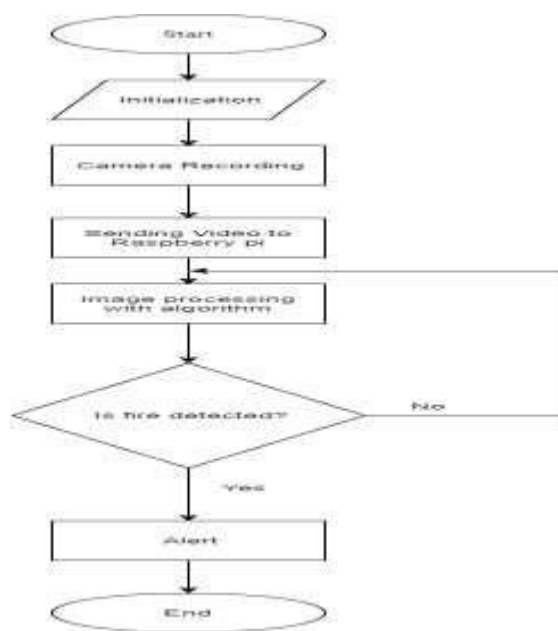 Start
Initialization
Camera Recording
Sending Video to
Raspberry pi
Image processing
with algorithm
Is fire detected?
No
Yes
Alert
End